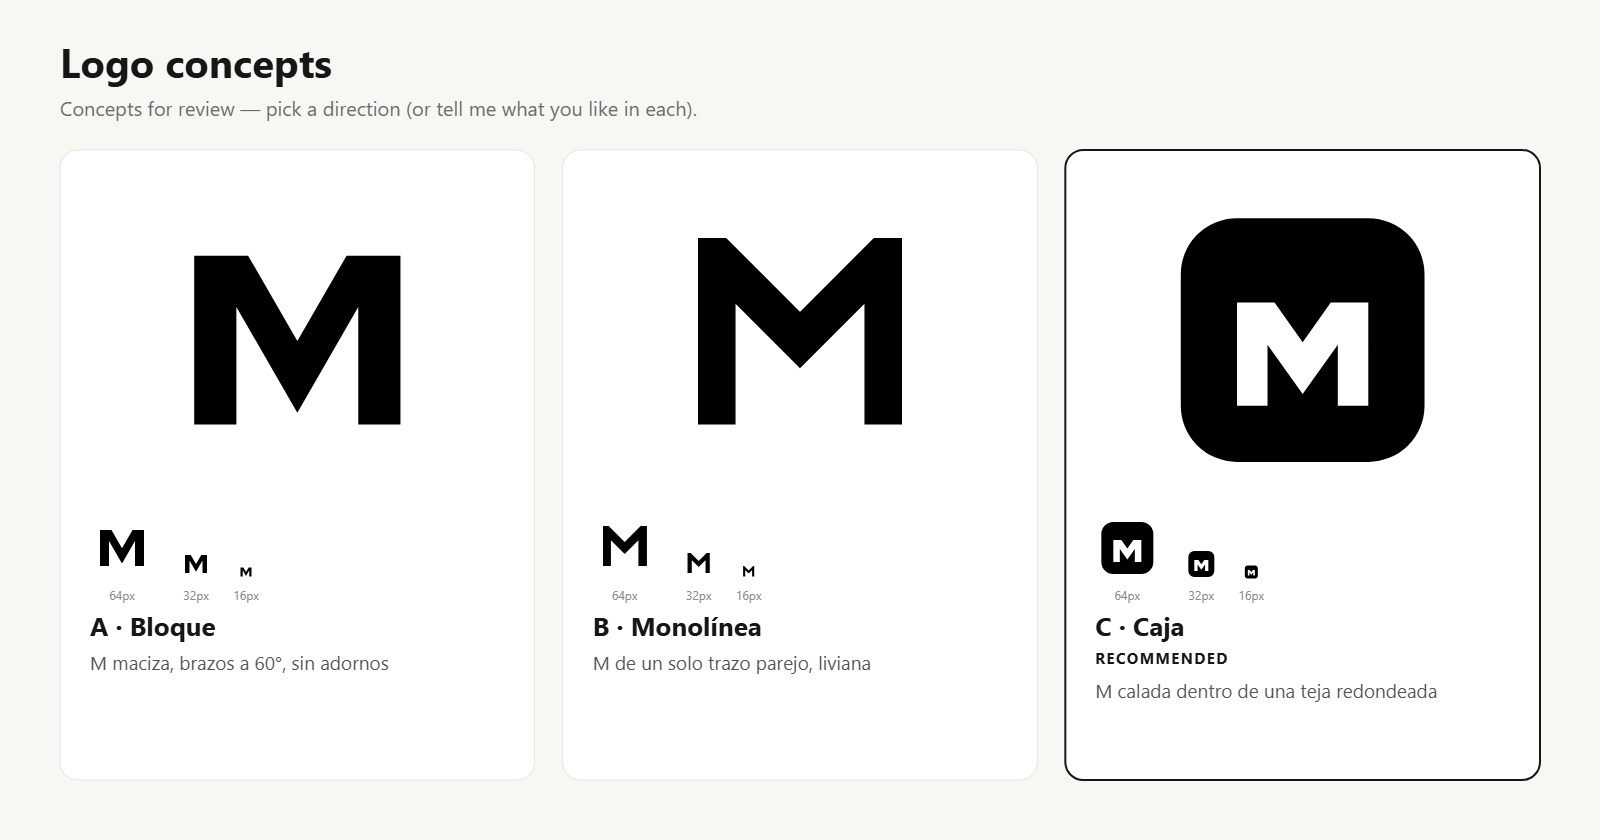 Logo concepts
Concepts for review — pick a direction (or tell me what you like in each).
M
M
M
M M M
M M M
M M M
64px 32px 16px
64px 32px 16px
64px 32px 16px
A · Bloque
M maciza, brazos a 60°, sin adornos
B · Monolínea
M de un solo trazo parejo, liviana
C · Caja
RECOMMENDED
M calada dentro de una teja redondeada